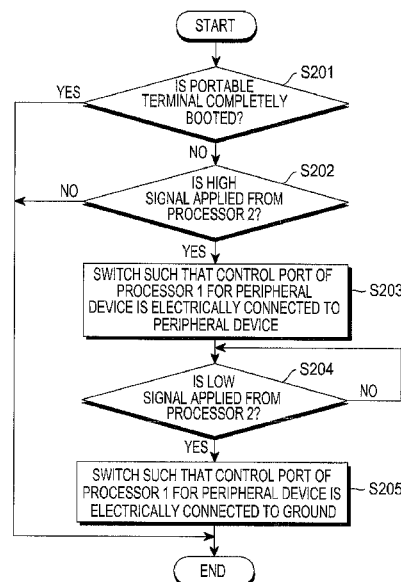 START
S201
YES
IS PORTABLE
TERMINAL COMPLETELY
BOOTED?
NO
S202
NO
IS HIGH
SIGNAL APPLIED FROM
PROCESSOR 2?
YES
SWITCH SUCH THAT CONTROL PORT OF
PROCESSOR 1 FOR PERIPHERAL
DEVICE IS ELECTRICALLY CONNECTED TO
PERIPHERAL DEVICE
S203
S204
IS LOW
SIGNAL APPLIED FROM
PROCESSOR 2?
NO
YES
SWITCH SUCH THAT CONTROL PORT OF
PROCESSOR 1 FOR PERIPHERAL DEVICE IS
ELECTRICALLY CONNECTED TO GROUND
S205
END